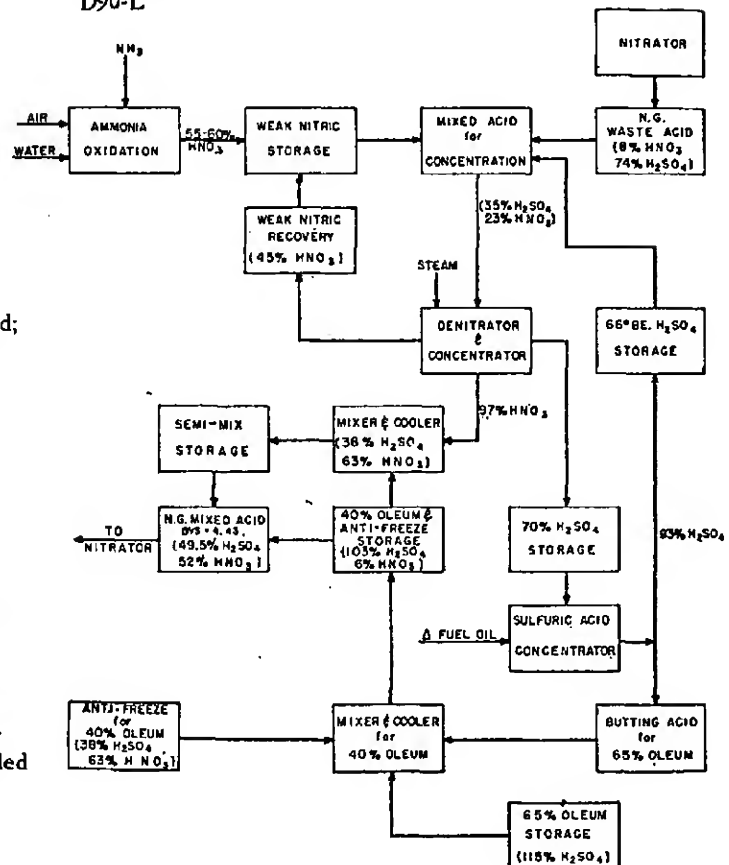 D90-L
NITRATOR
NH3
AIR
WATER
AMMONIA
OXIDATION
55-60%
HNO3
WEAK NITRIC
STORAGE
MIXED ACID
for
CONCENTRATION
N.G.
WASTE ACID
(8% HNO3
74% H2SO4)
WEAK NITRIC
RECOVERY
(45% HNO3)
(35% H2SO4
23% HNO3)
STEAM
d;
DENITRATOR
&
CONCENTRATOR
66°BE. H2SO4
STORAGE
97% HNO3
SEMI-MIX
STORAGE
MIXER & COOLER
(38% H2SO4
63% HNO3)
TO
NITRATOR
N.G. MIXED ACID
DVS = 4.45,
(49.5% H2SO4
52% HNO3)
40% OLEUM &
ANTI-FREEZE
STORAGE
(103% H2SO4
6% HNO3)
70% H2SO4
STORAGE
93% H2SO4
Δ FUEL OIL
SULFURIC ACID
CONCENTRATOR
ANTI-FREEZE
for
40% OLEUM
(38% H2SO4
63% HNO3)
led
MIXER & COOLER
for
40% OLEUM
BUTTING ACID
for
65% OLEUM
65% OLEUM
STORAGE
(115% H2SO4)